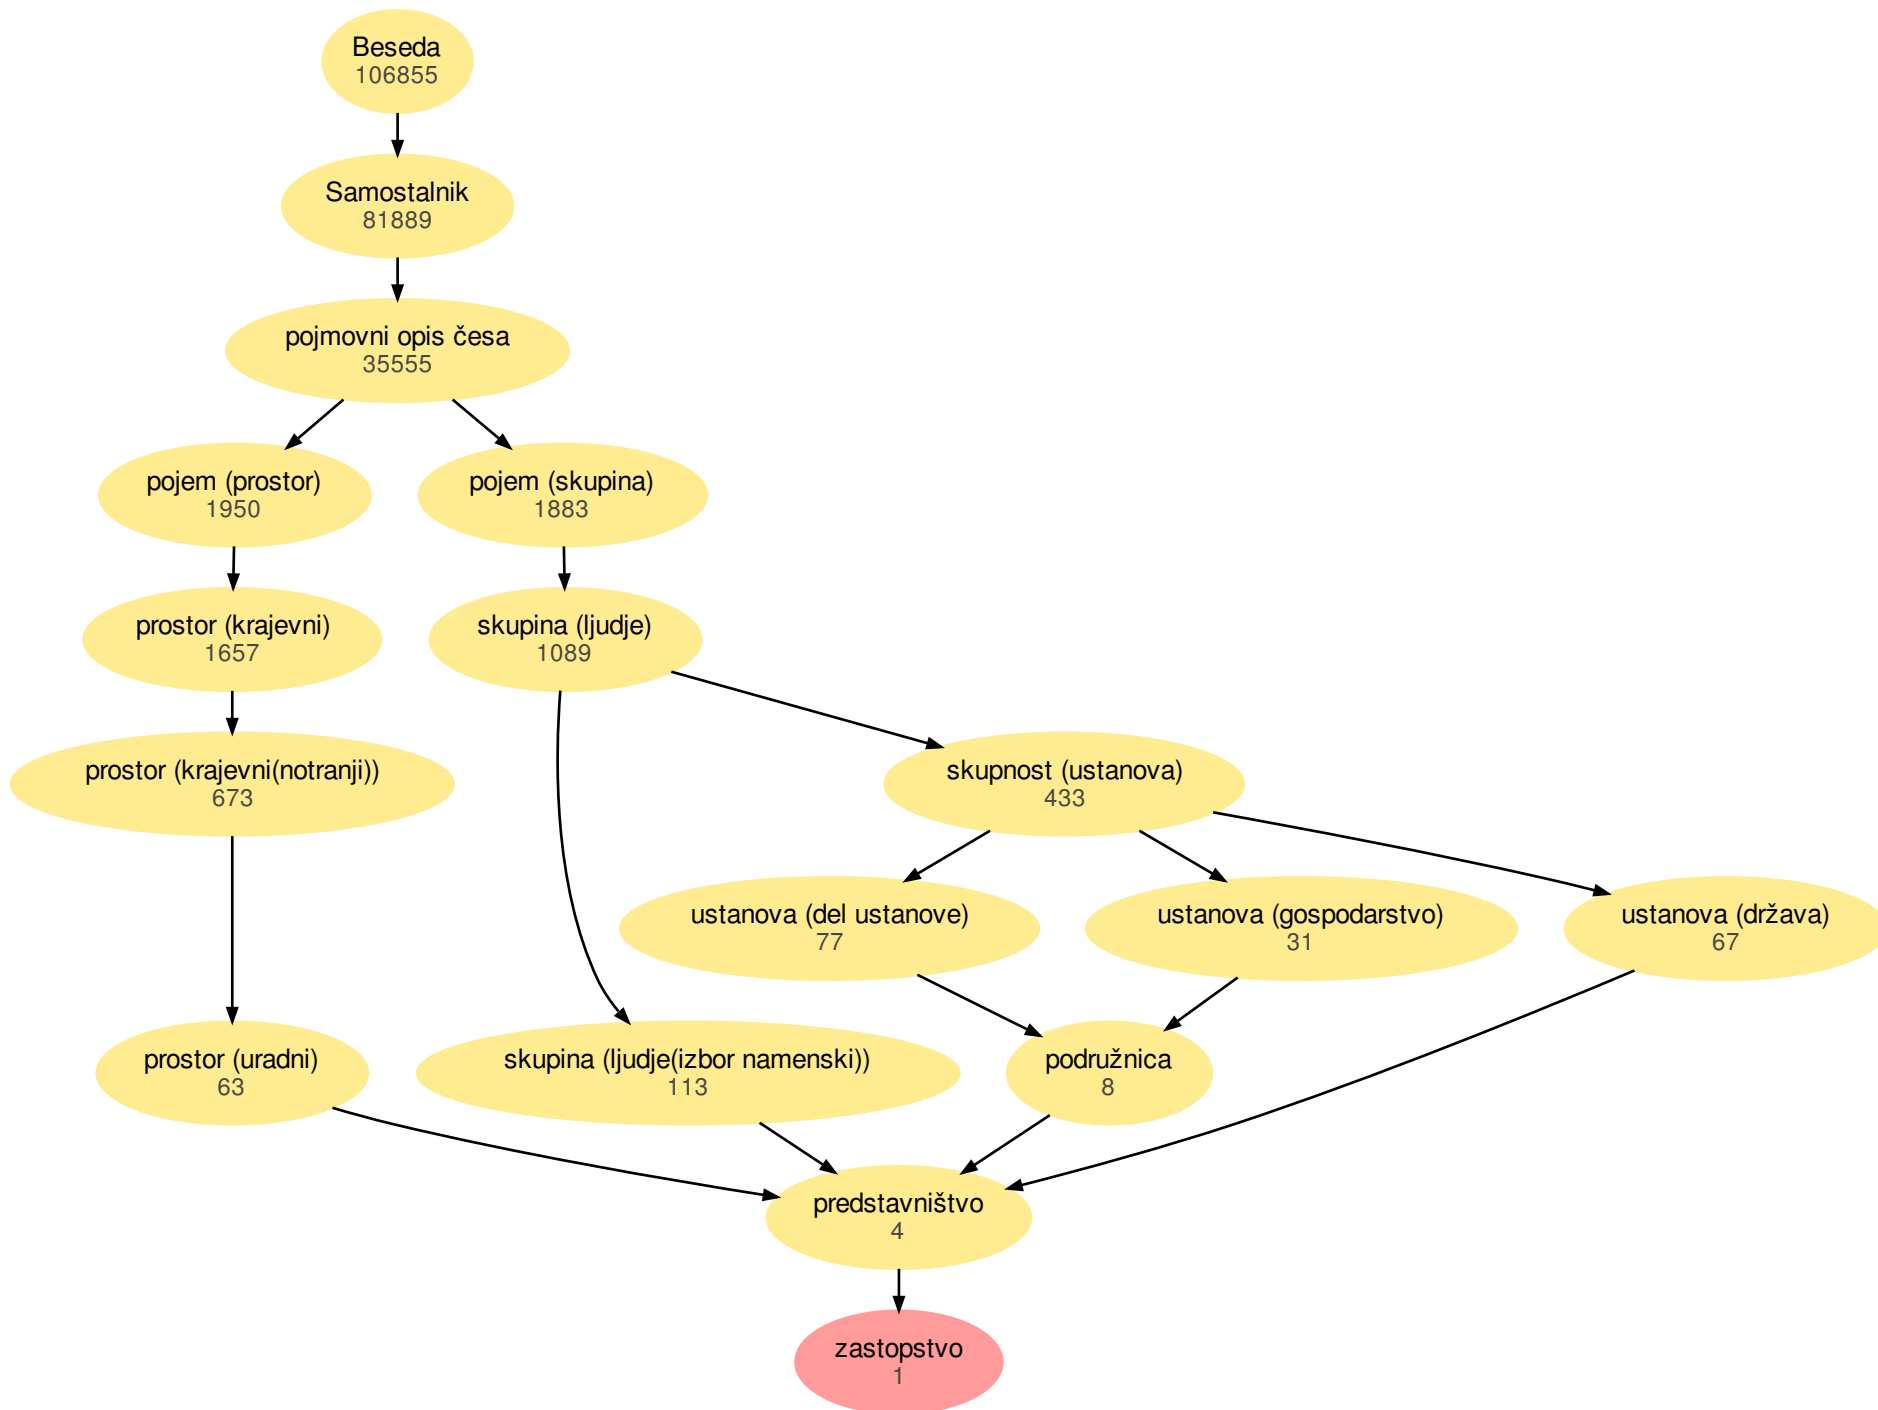 Beseda
106855
Samostalnik
81889
pojmovni opis česa
35555
pojem (prostor)
1950
pojem (skupina)
1883
prostor (krajevni)
1657
skupina (ljudje)
1089
prostor (krajevni(notranji))
673
skupnost (ustanova)
433
ustanova (del ustanove)
77
ustanova (gospodarstvo)
31
ustanova (država)
67
prostor (uradni)
63
skupina (ljudje(izbor namenski))
113
podružnica
8
predstavništvo
4
zastopstvo
1